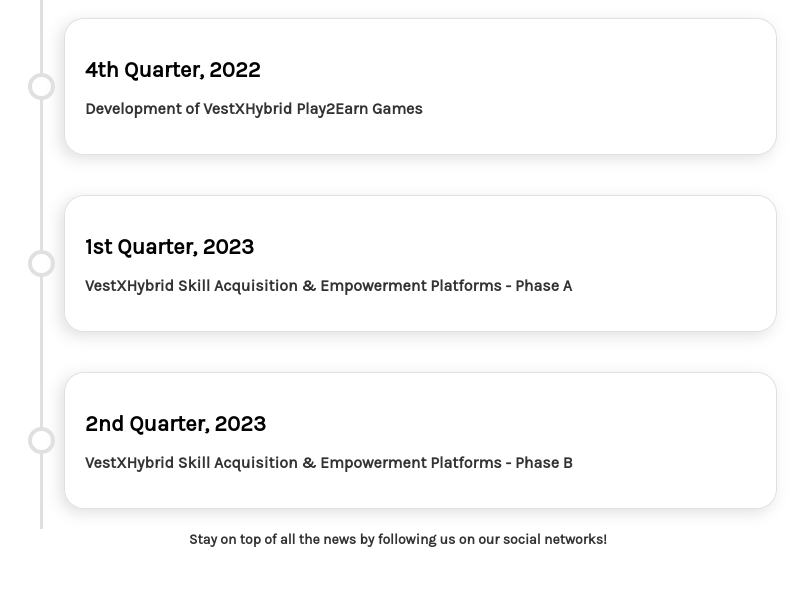 4th Quarter, 2022
Development of VestXHybrid Play2Earn Games
1st Quarter, 2023
VestXHybrid Skill Acquisition & Empowerment Platforms - Phase A
2nd Quarter, 2023
VestXHybrid Skill Acquisition & Empowerment Platforms - Phase B
Stay on top of all the news by following us on our social networks!